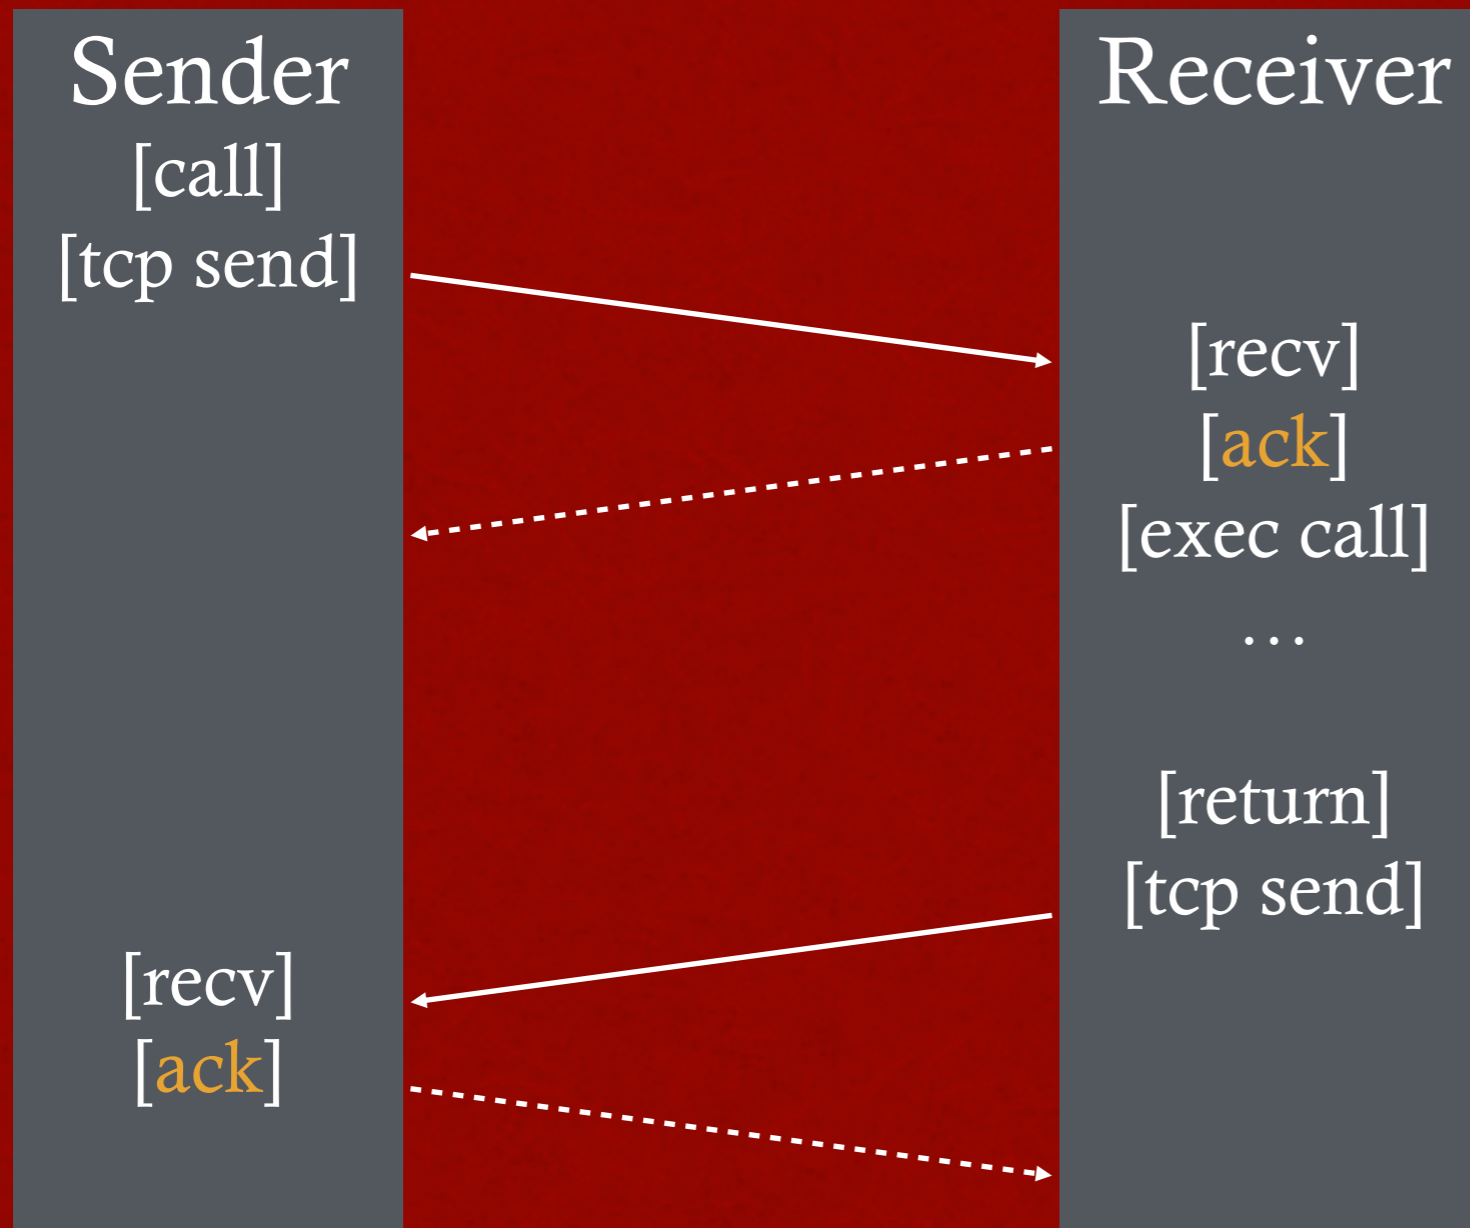 Sender
[call]
[tcp send]
[recv]
[ack]
Receiver
[recv]
[ack]
[exec call]
...
[return]
[tcp send]